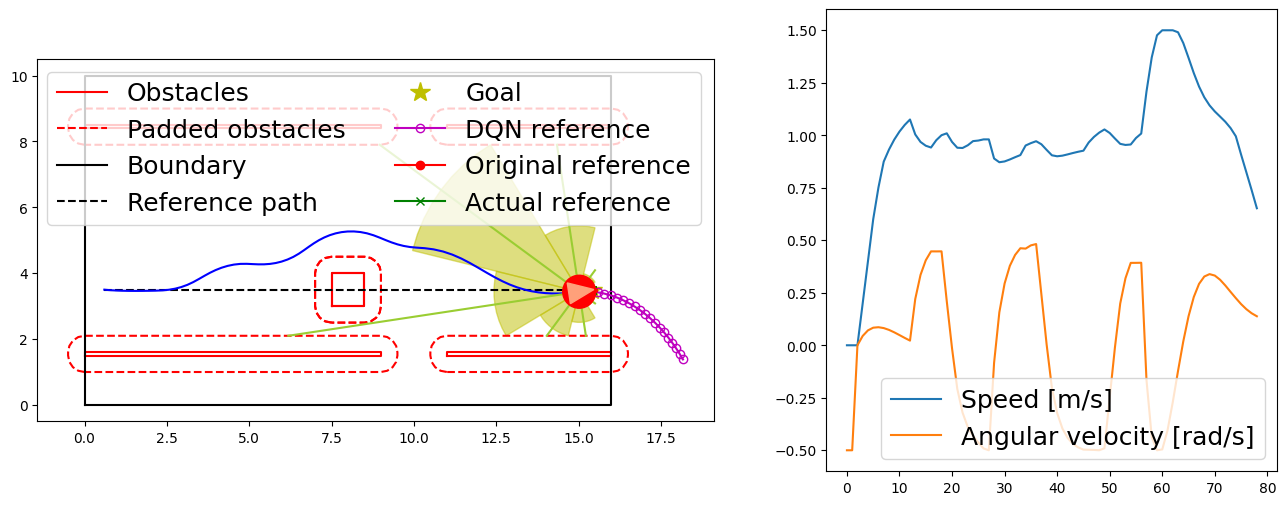 10
8
6
4
2
0
0.0 2.5 5.0 7.5 10.0 12.5 15.0 17.5
Obstacles
Padded obstacles
Boundary
Reference path
Goal
DQN reference
Original reference
Actual reference
1.50
1.25
1.00
0.75
0.50
0.25
0.00
−0.25
−0.50
0 10 20 30 40 50 60 70 80
Speed [m/s]
Angular velocity [rad/s]